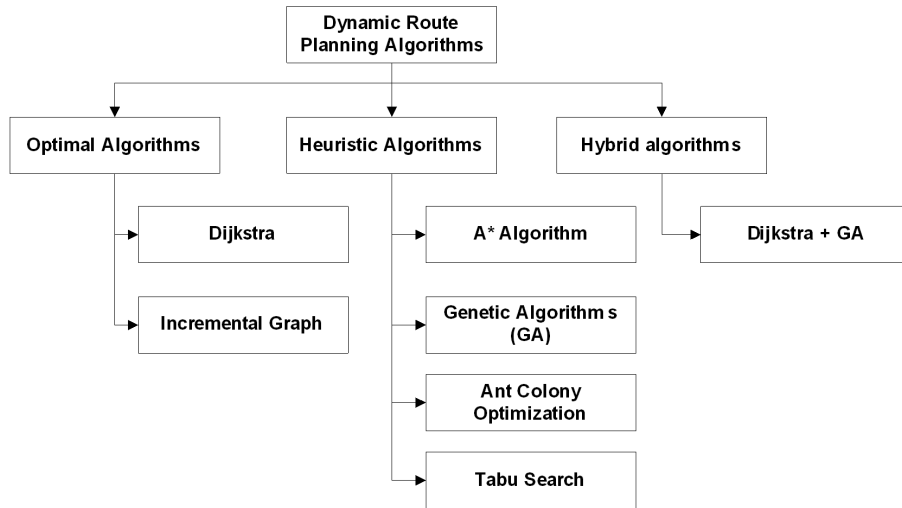 Dynamic Route
Planning Algorithms
Optimal Algorithms
Heuristic Algorithms
Hybrid algorithms
Dijkstra
A* Algorithm
Dijkstra + GA
Incremental Graph
Genetic Algorithms
(GA)
Ant Colony
Optimization
Tabu Search